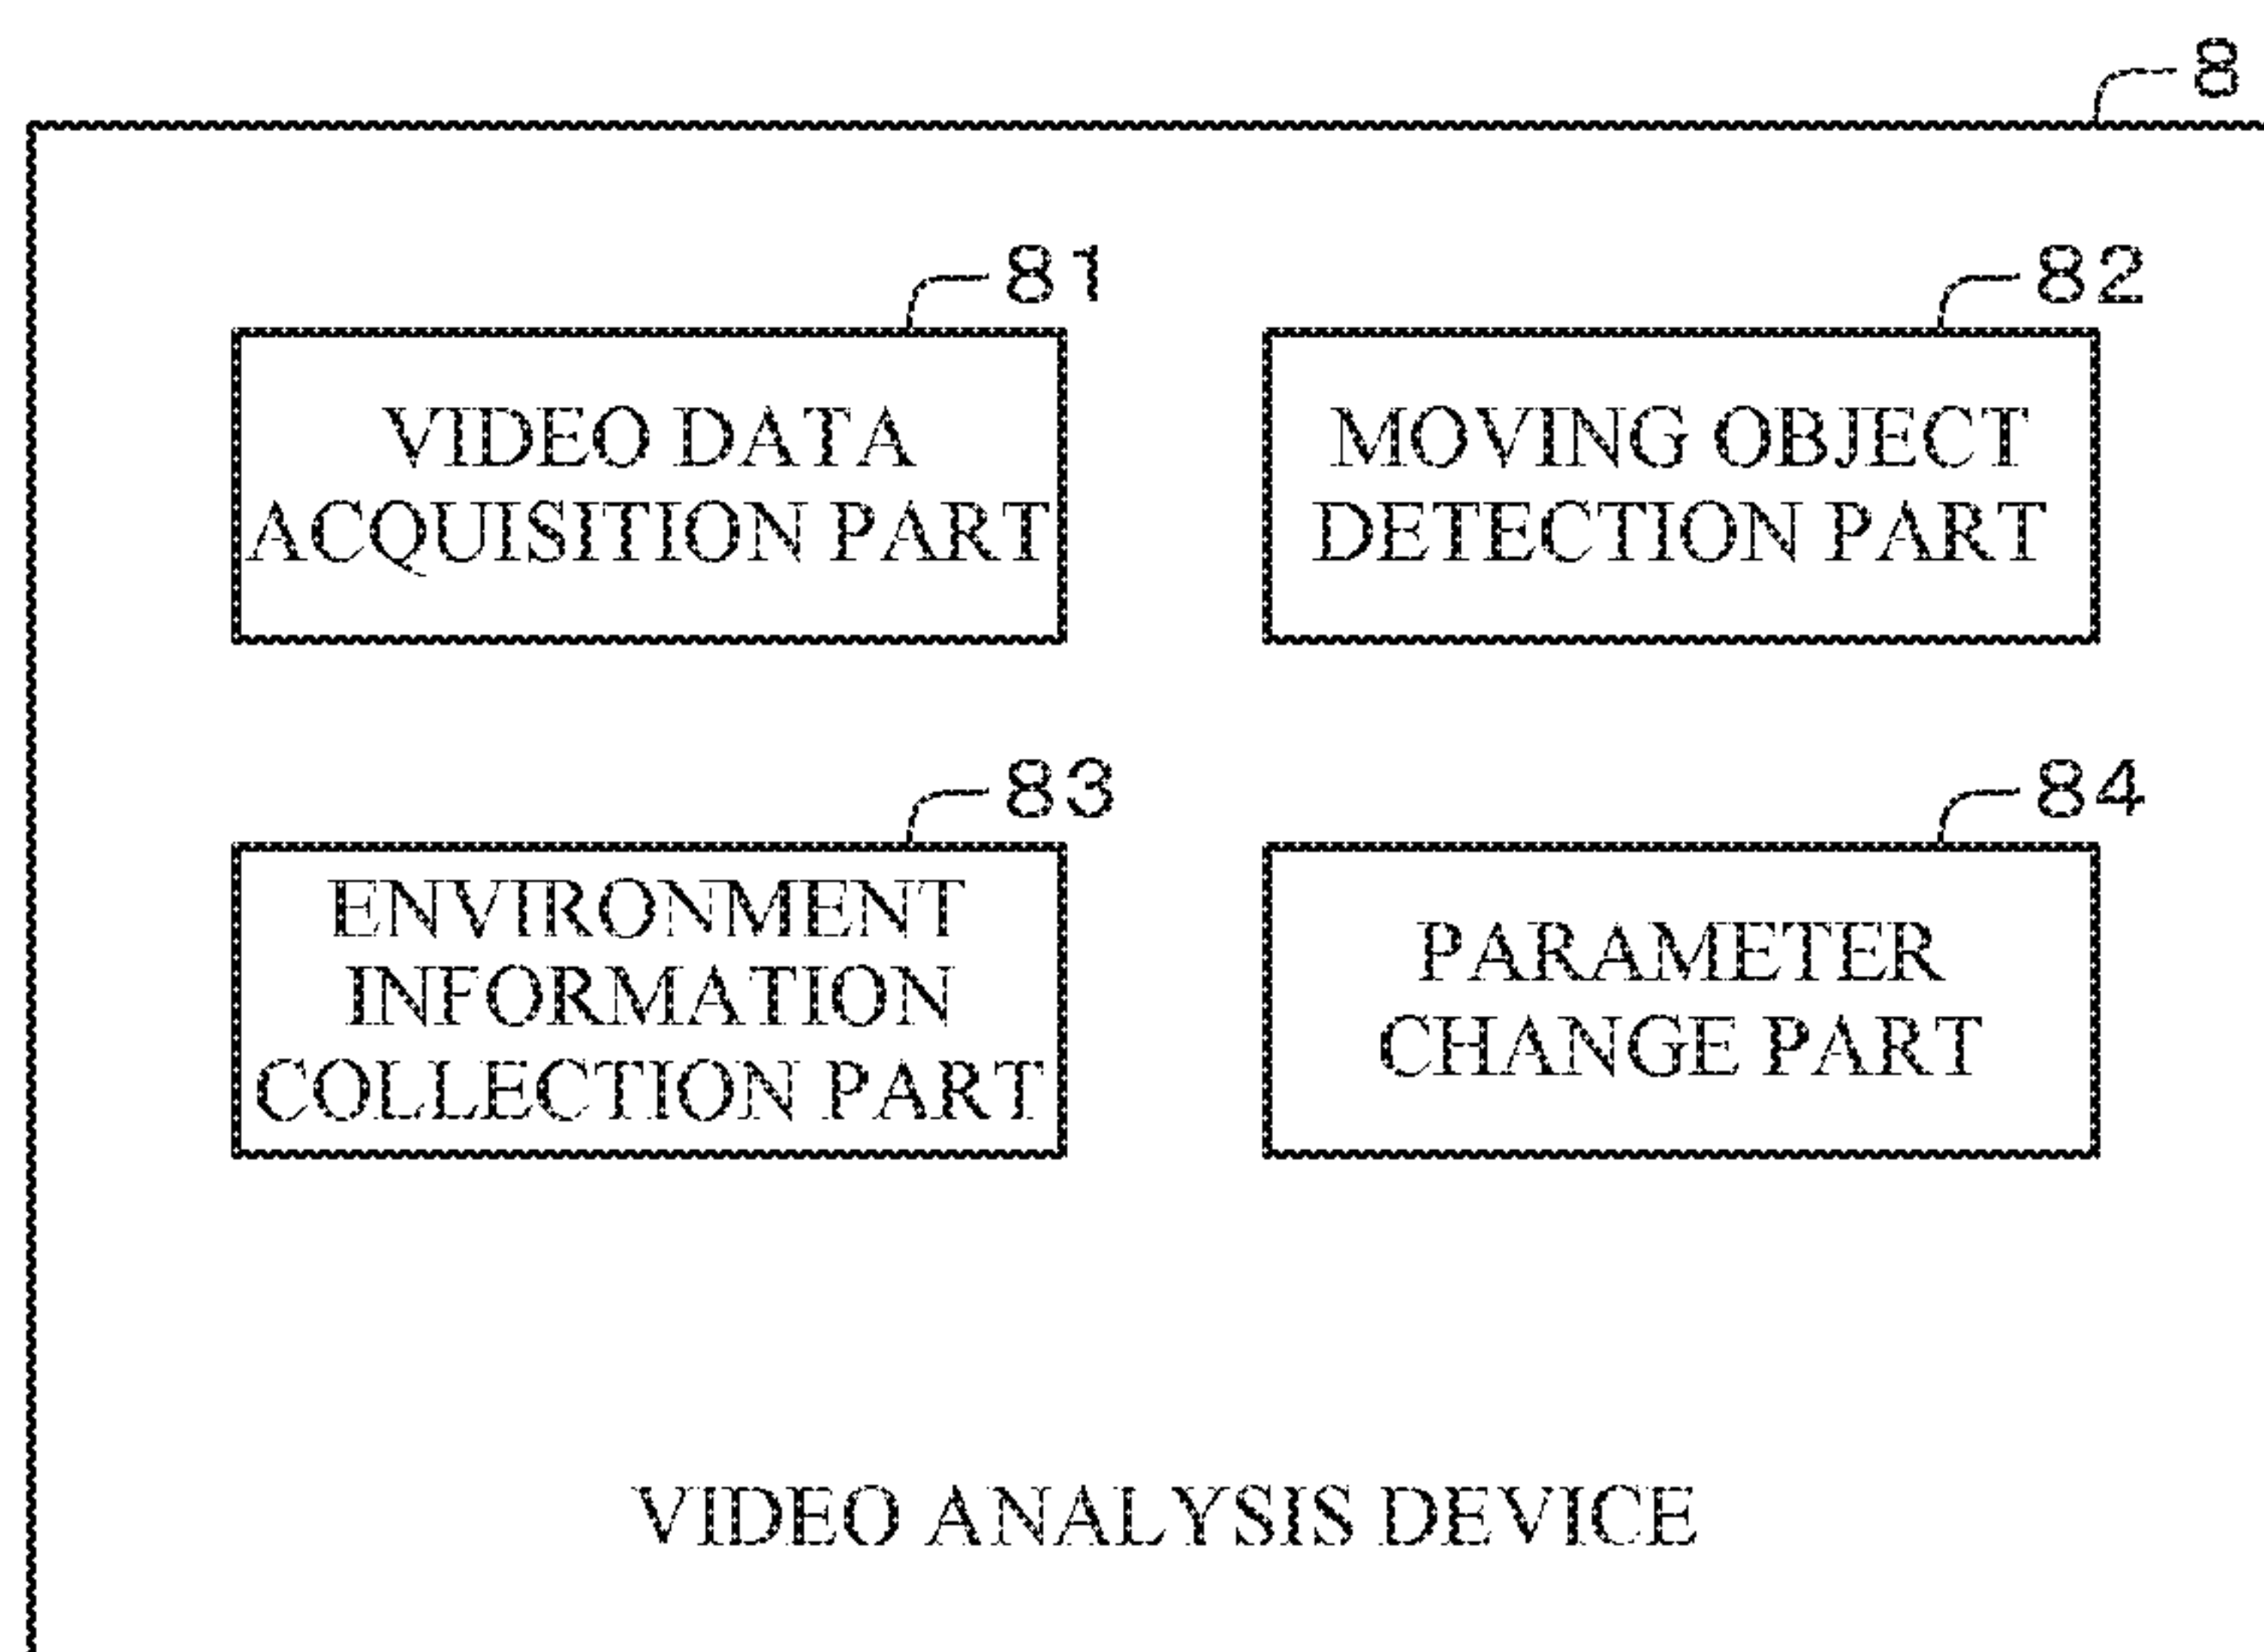 8
81
VIDEO DATA
ACQUISITION PART
82
MOVING OBJECT
DETECTION PART
83
ENVIRONMENT
INFORMATION
COLLECTION PART
84
PARAMETER
CHANGE PART
VIDEO ANALYSIS DEVICE